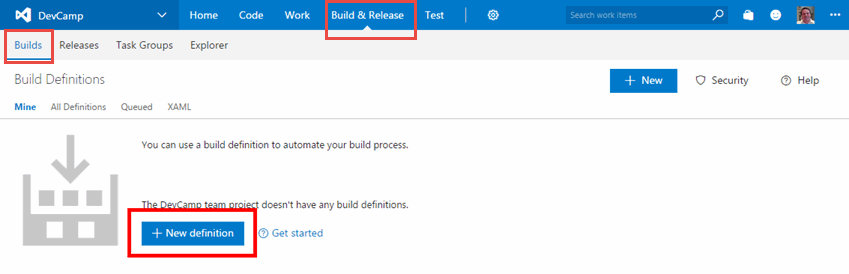 DevCamp Home Code Work Build & Release Test Search work items
Builds Releases Task Groups Explorer
Build Definitions + New Security Help
Mine All Definitions Queued XAML
You can use a build definition to automate your build process.
The DevCamp team project doesn't have any build definitions.
+ New definition Get started